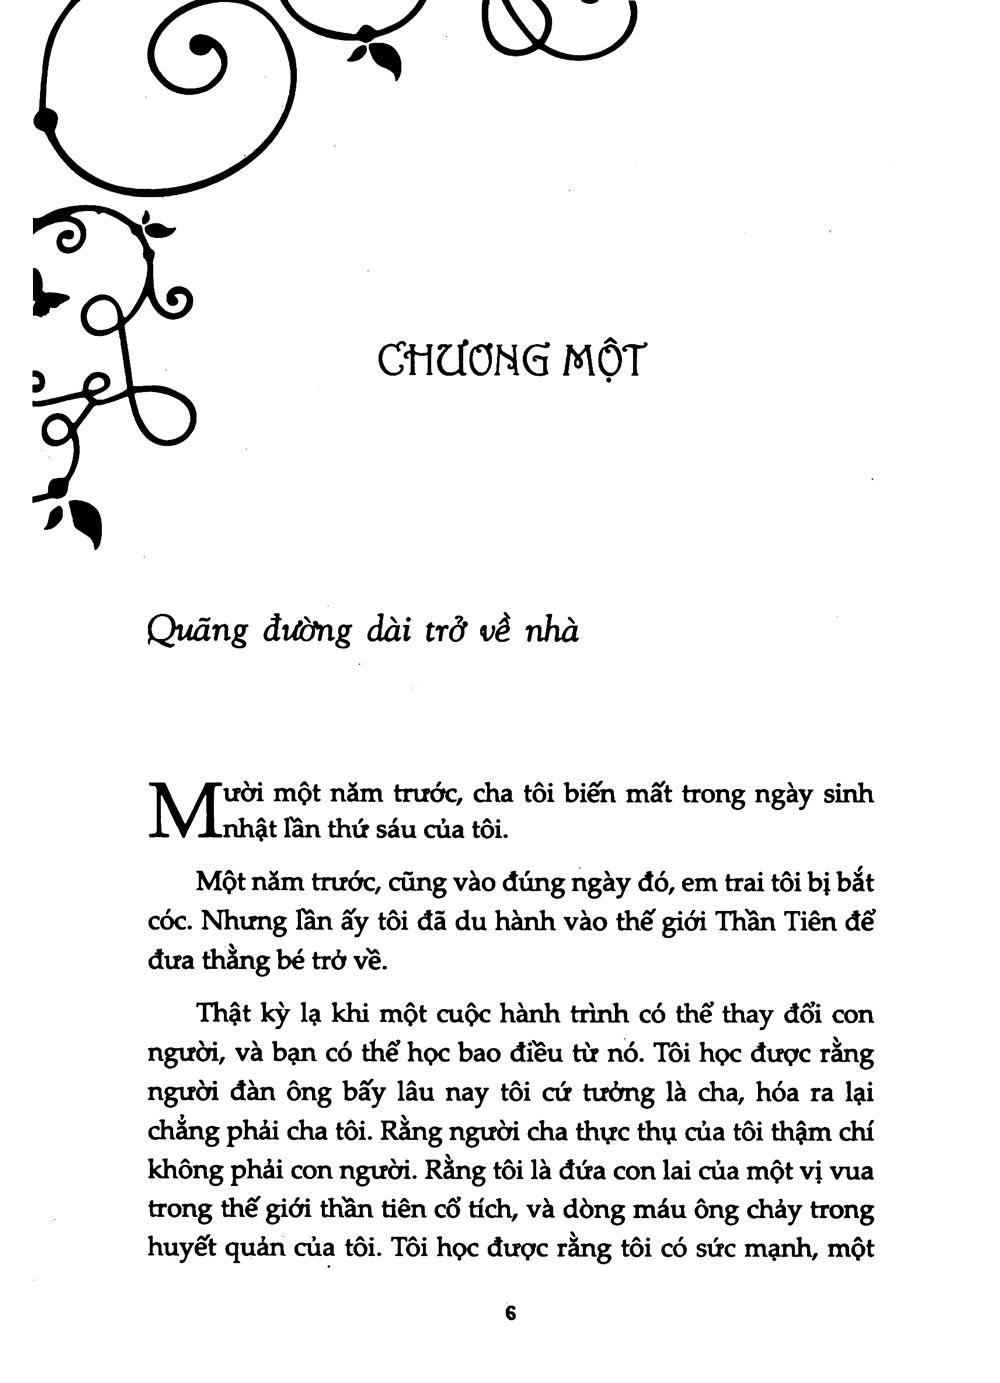 CHƯƠNG MỘT
Quãng đường dài trở về nhà
Mười một năm trước, cha tôi biến mất trong ngày sinh
nhật lần thứ sáu của tôi.
Một năm trước, cũng vào đúng ngày đó, em trai tôi bị bắt
cóc. Nhưng lần ấy tôi đã du hành vào thế giới Thần Tiên để
đưa thằng bé trở về.
Thật kỳ lạ khi một cuộc hành trình có thể thay đổi con
người, và bạn có thể học bao điều từ nó. Tôi học được rằng
người đàn ông bấy lâu nay tôi cứ tưởng là cha, hóa ra lại
chẳng phải cha tôi. Rằng người cha thực thụ của tôi thậm chí
không phải con người. Rằng tôi là đứa con lai của một vị vua
trong thế giới thần tiên cổ tích, và dòng máu ông chảy trong
huyết quản của tôi. Tôi học được rằng tôi có sức mạnh, một
6